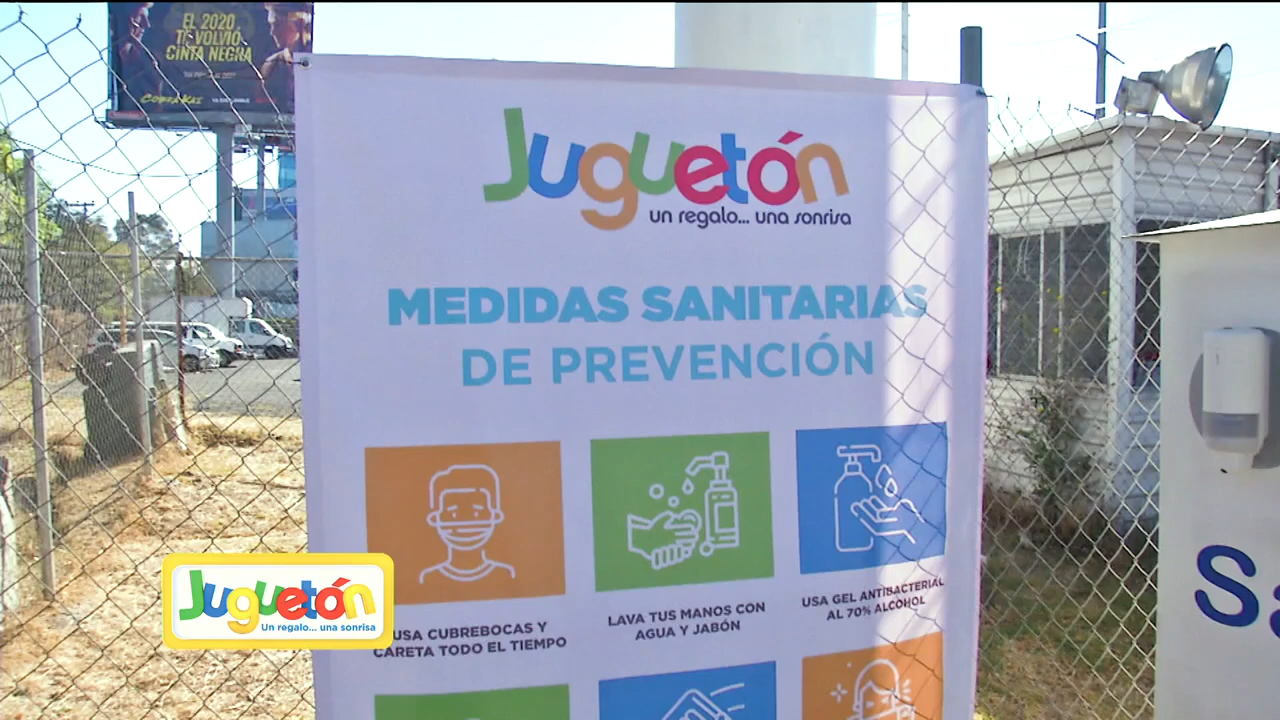 EL 2020
TE VOLVIÓ
CINTA NEGRA
COBRA KAI
Juguetón
un regalo... una sonrisa
MEDIDAS SANITARIAS
DE PREVENCIÓN
USA CUBREBOCAS Y
CARETA TODO EL TIEMPO
LAVA TUS MANOS CON
AGUA Y JABÓN
USA GEL ANTIBACTERIAL
AL 70% ALCOHOL
Juguetón
Un regalo... una sonrisa